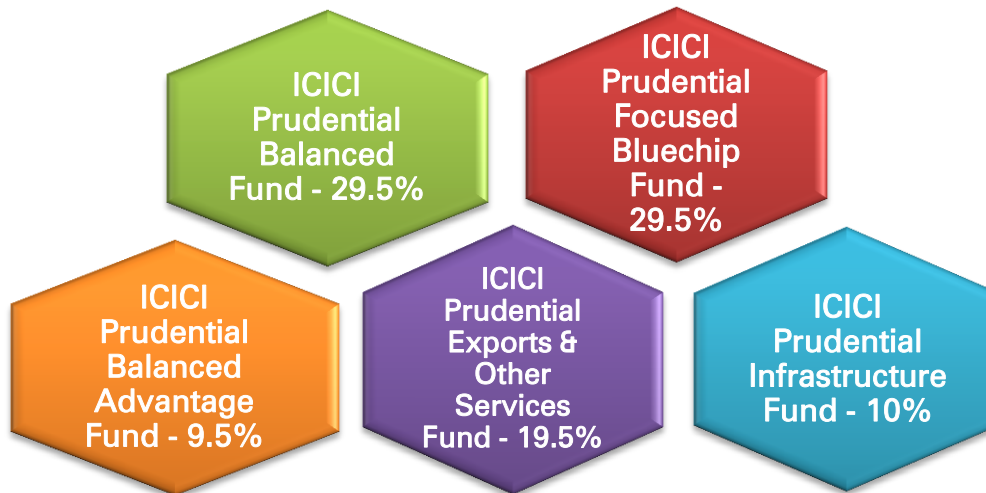 ICICI
Prudential
Balanced
Fund - 29.5%
ICICI
Prudential
Focused
Bluechip
Fund -
29.5%
ICICI
Prudential
Balanced
Advantage
Fund - 9.5%
ICICI
Prudential
Exports &
Other
Services
Fund - 19.5%
ICICI
Prudential
Infrastructure
Fund - 10%